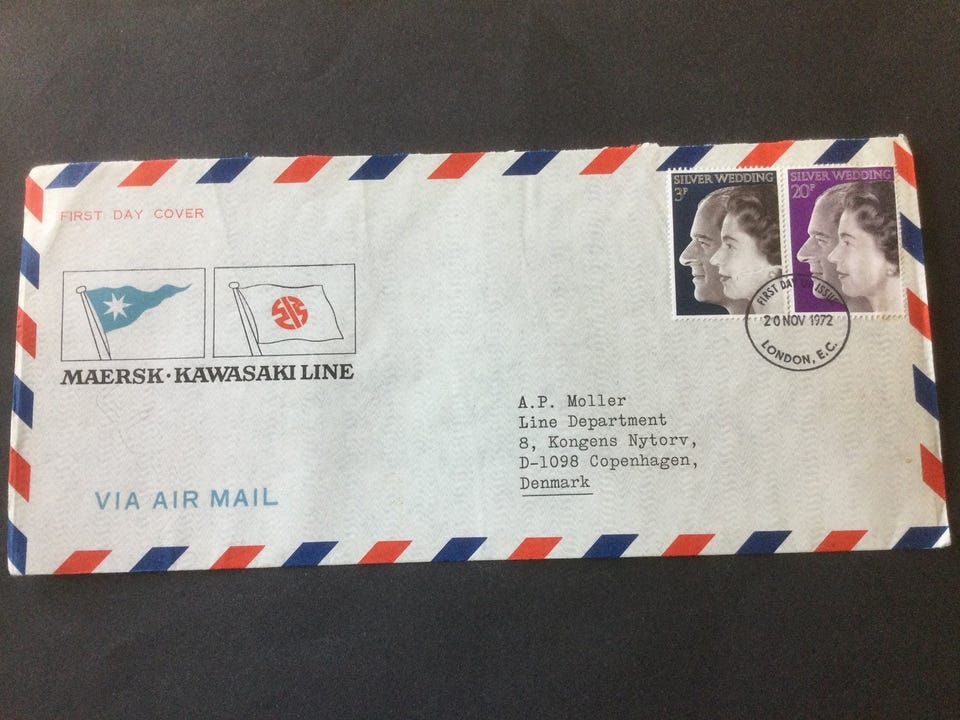 FIRST DAY COVER
MAERSK·KAWASAKI LINE
VIA AIR MAIL
SILVER WEDDING
3P
SILVER WEDDING
20P
FIRST DAY OF ISSUE
20 NOV 1972
LONDON, E.C.
A.P. Moller
Line Department
8, Kongens Nytorv,
D-1098 Copenhagen,
Denmark